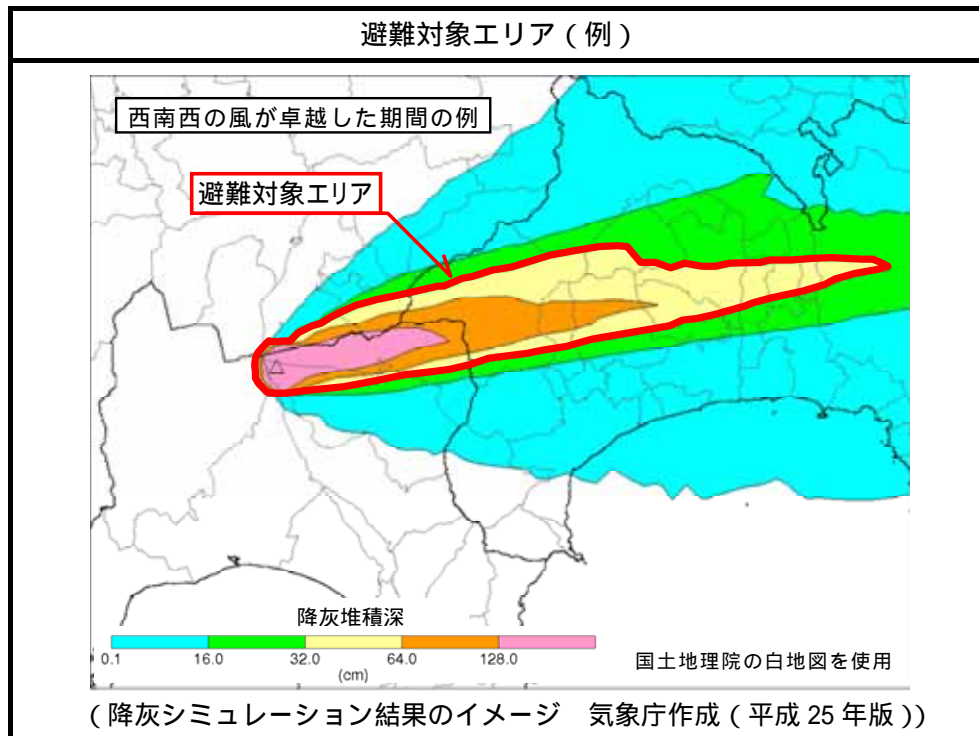 避難対象エリア(例)
西南西の風が卓越した期間の例
避難対象エリア
降灰堆積深
0.1 16.0 32.0 64.0 128.0
(cm)
国土地理院の白地図を使用
(降灰シミュレーション結果のイメージ 気象庁作成(平成25年版))